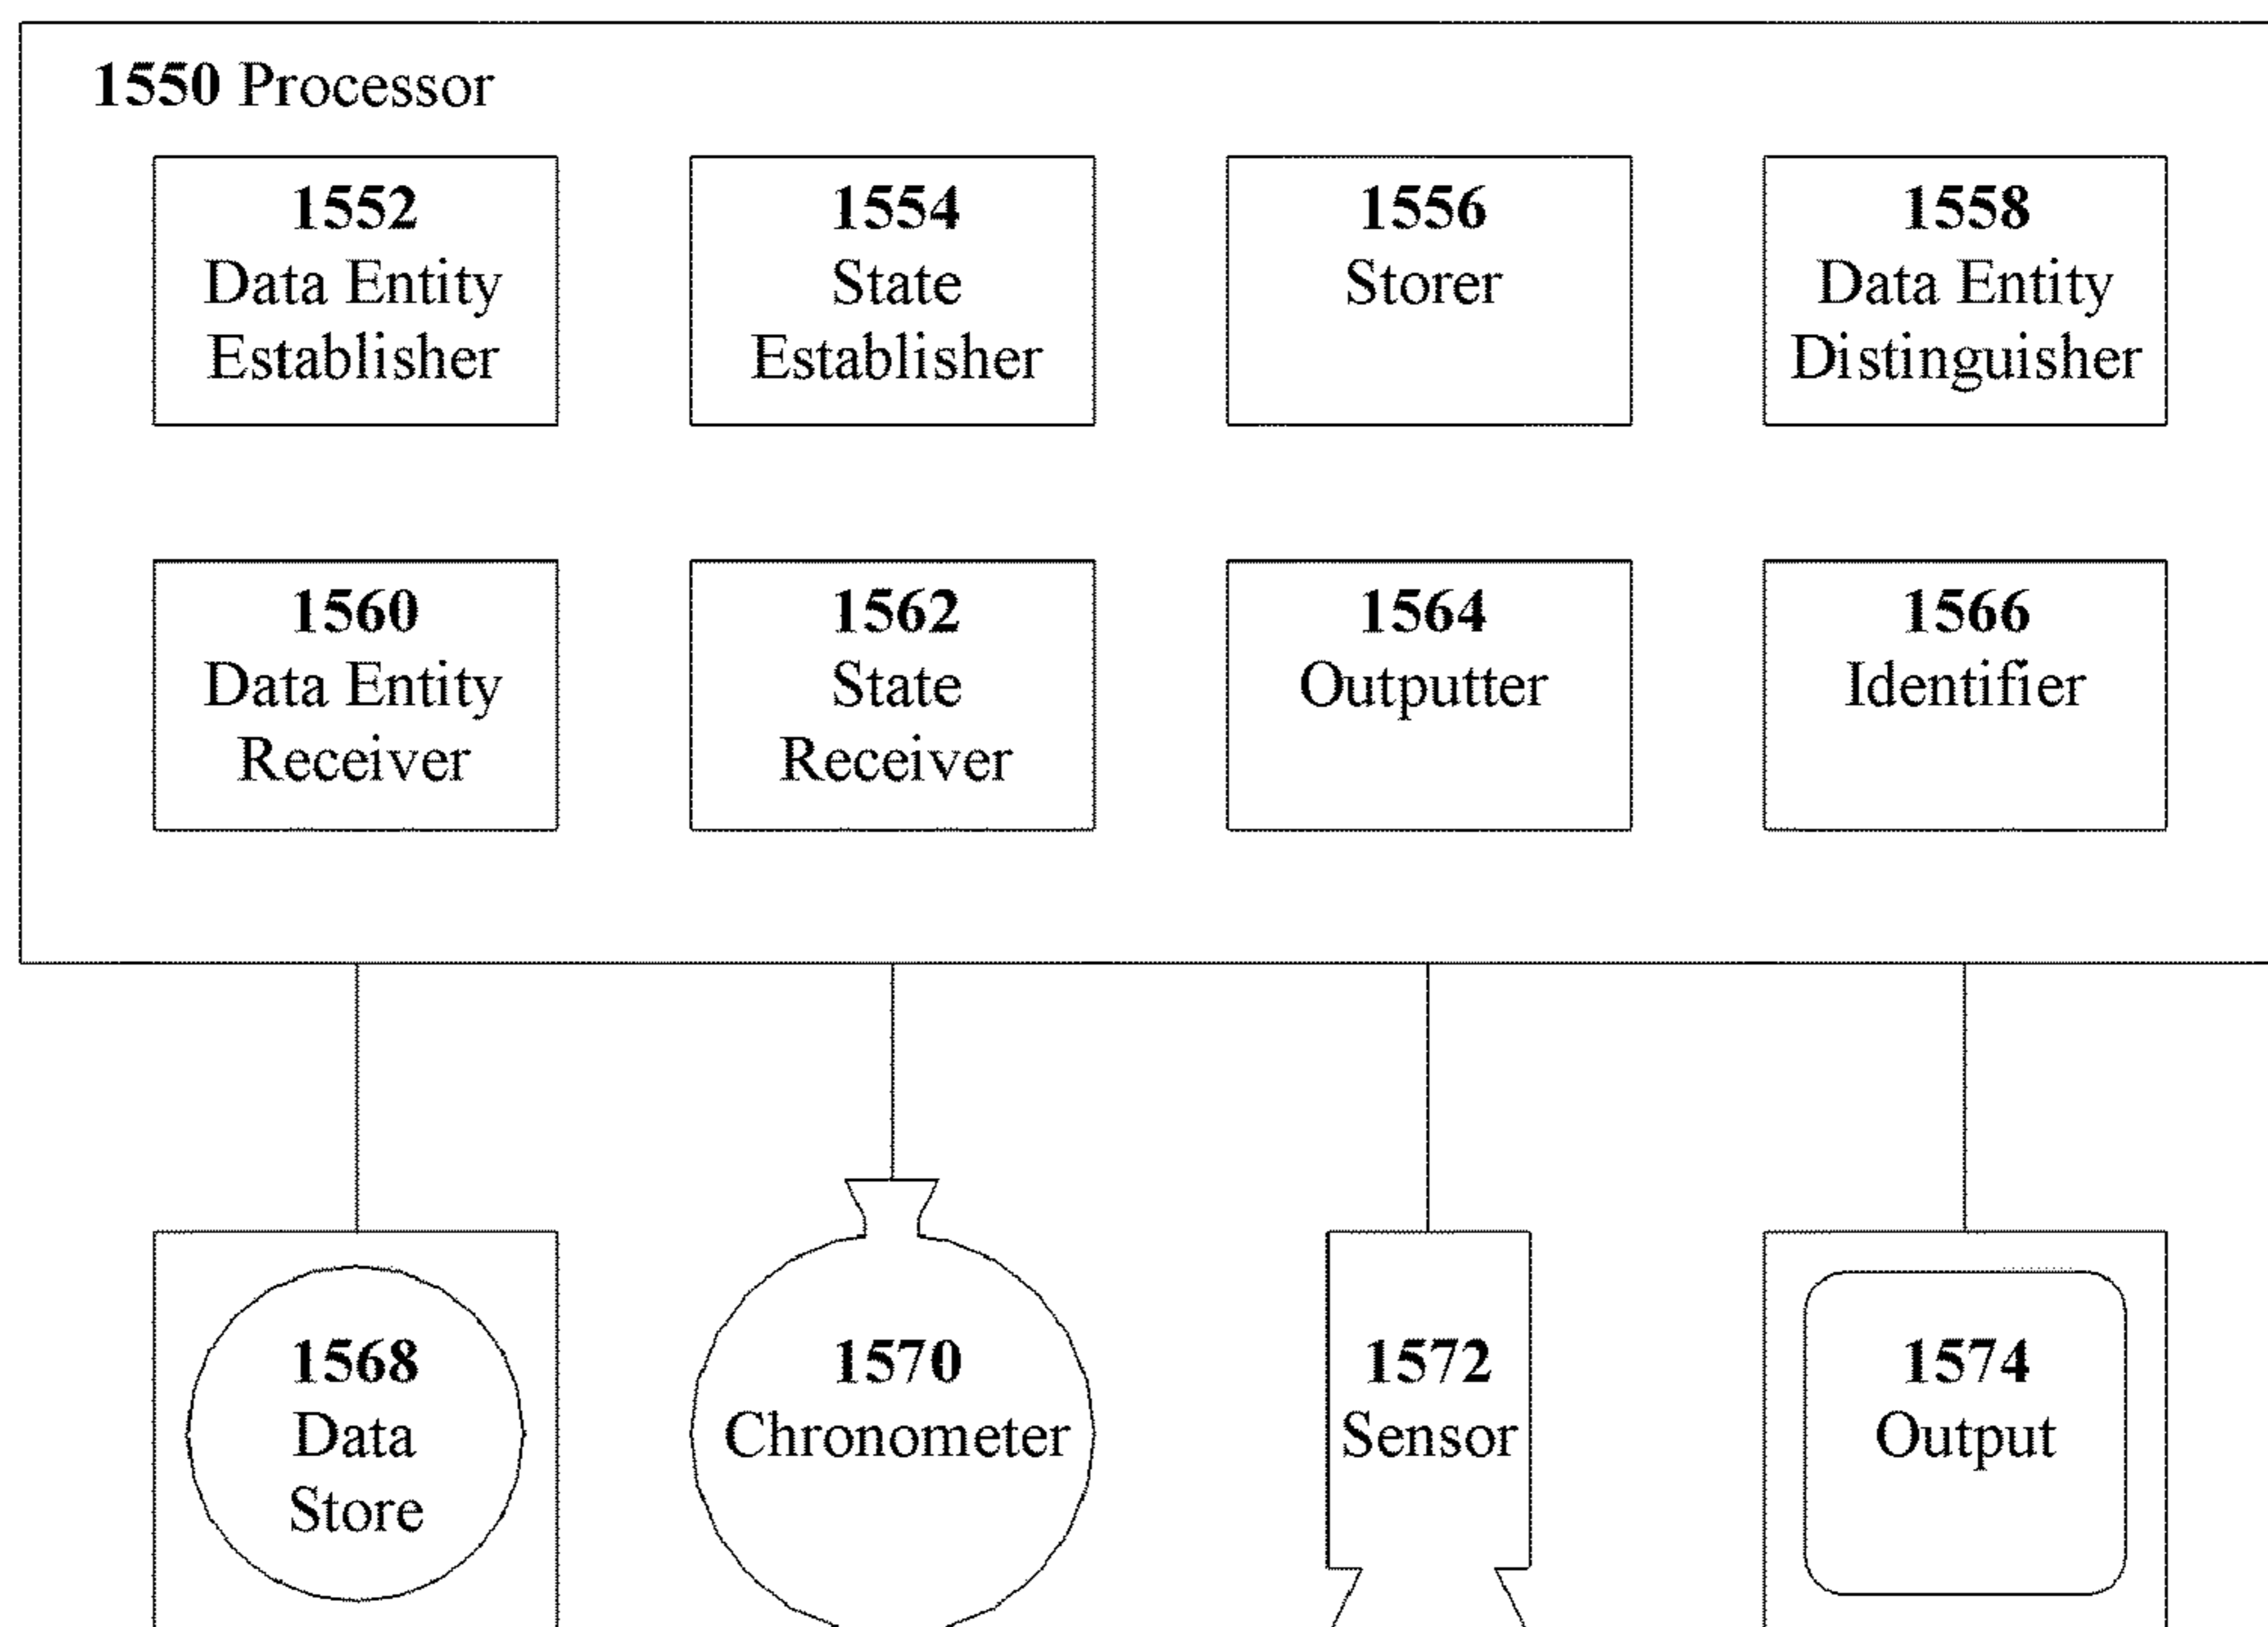 1550 Processor
1552
Data Entity
Establisher
1554
State
Establisher
1556
Storer
1558
Data Entity
Distinguisher
1560
Data Entity
Receiver
1562
State
Receiver
1564
Outputter
1566
Identifier
1568
Data
Store
1570
Chronometer
1572
Sensor
1574
Output